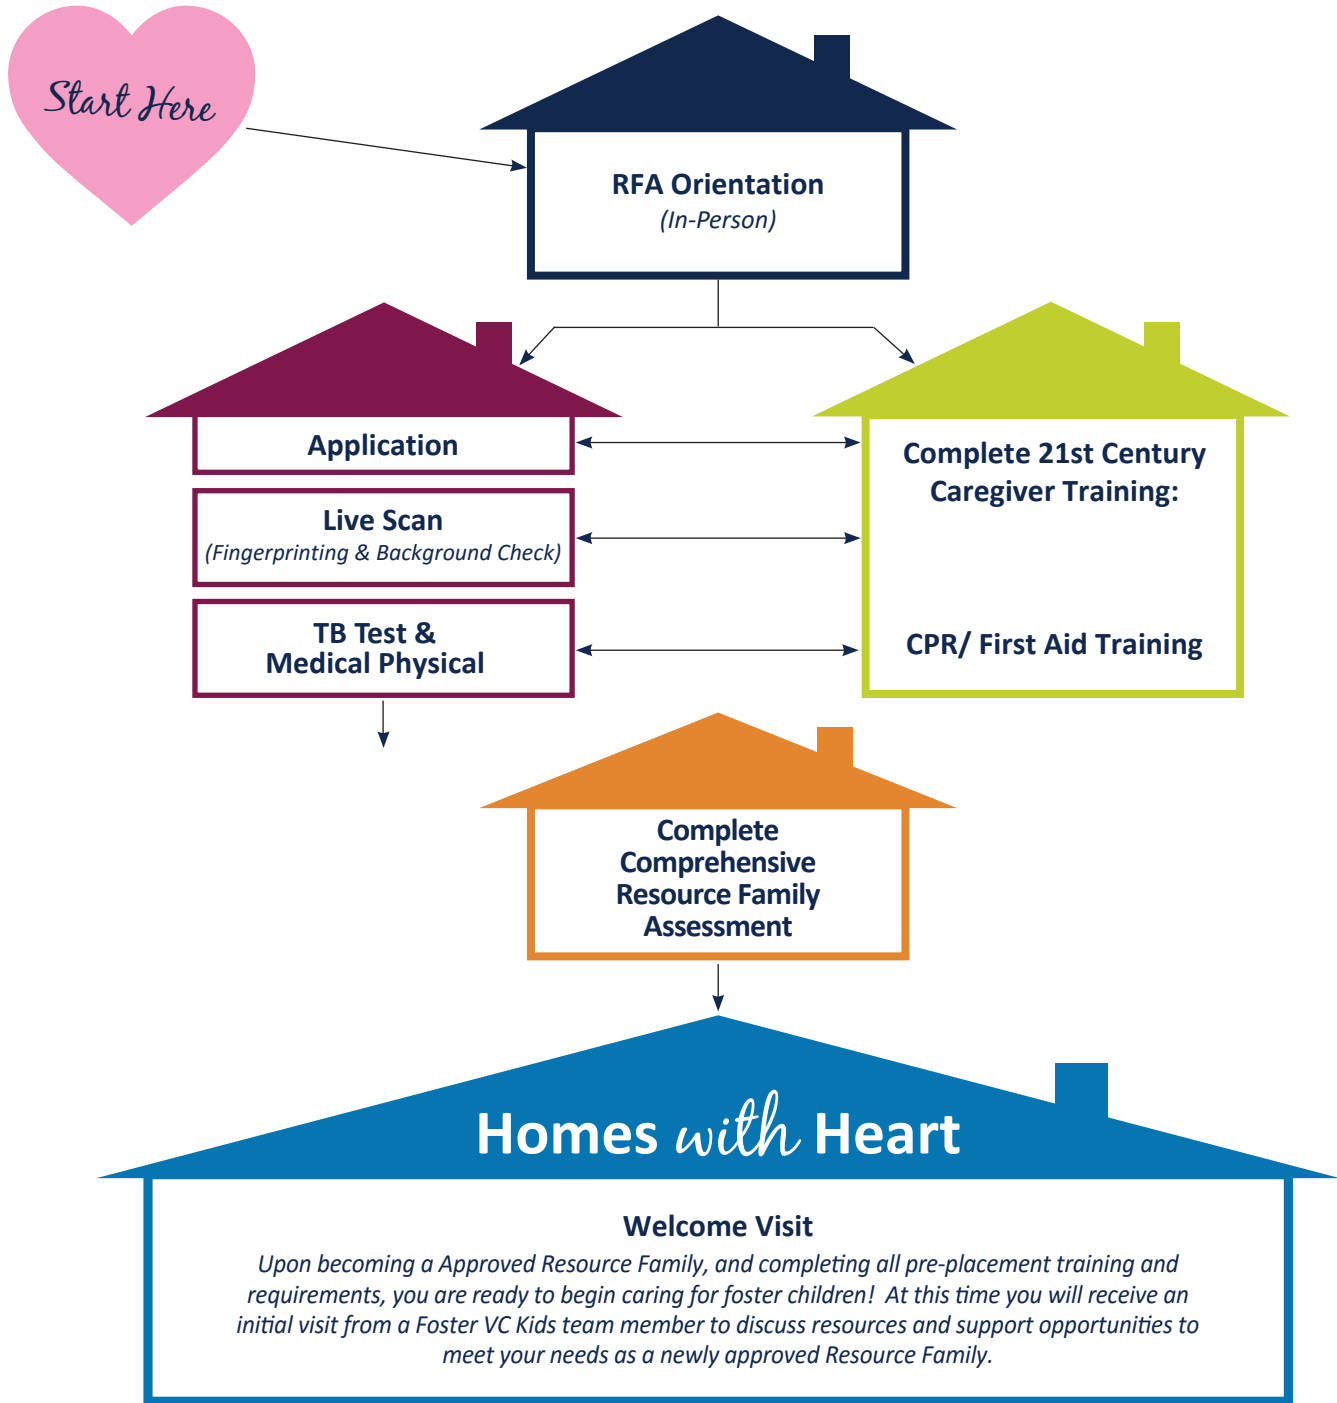 Start Here
RFA Orientation
(In-Person)
Application
Live Scan
(Fingerprinting & Background Check)
TB Test &
Medical Physical
Complete 21st Century
Caregiver Training:
CPR/ First Aid Training
Complete
Comprehensive
Resource Family
Assessment
Homes with Heart
Welcome Visit
Upon becoming a Approved Resource Family, and completing all pre-placement training and
requirements, you are ready to begin caring for foster children! At this time you will receive an
initial visit from a Foster VC Kids team member to discuss resources and support opportunities to
meet your needs as a newly approved Resource Family.